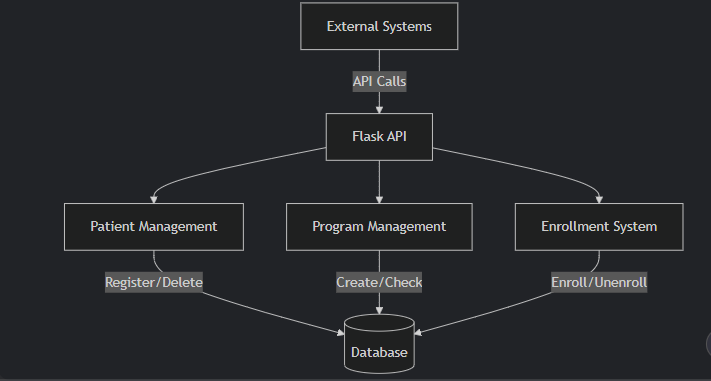 External Systems
API Calls
Flask API
Patient Management
Program Management
Enrollment System
Register/Delete
Create/Check
Enroll/Unenroll
Database